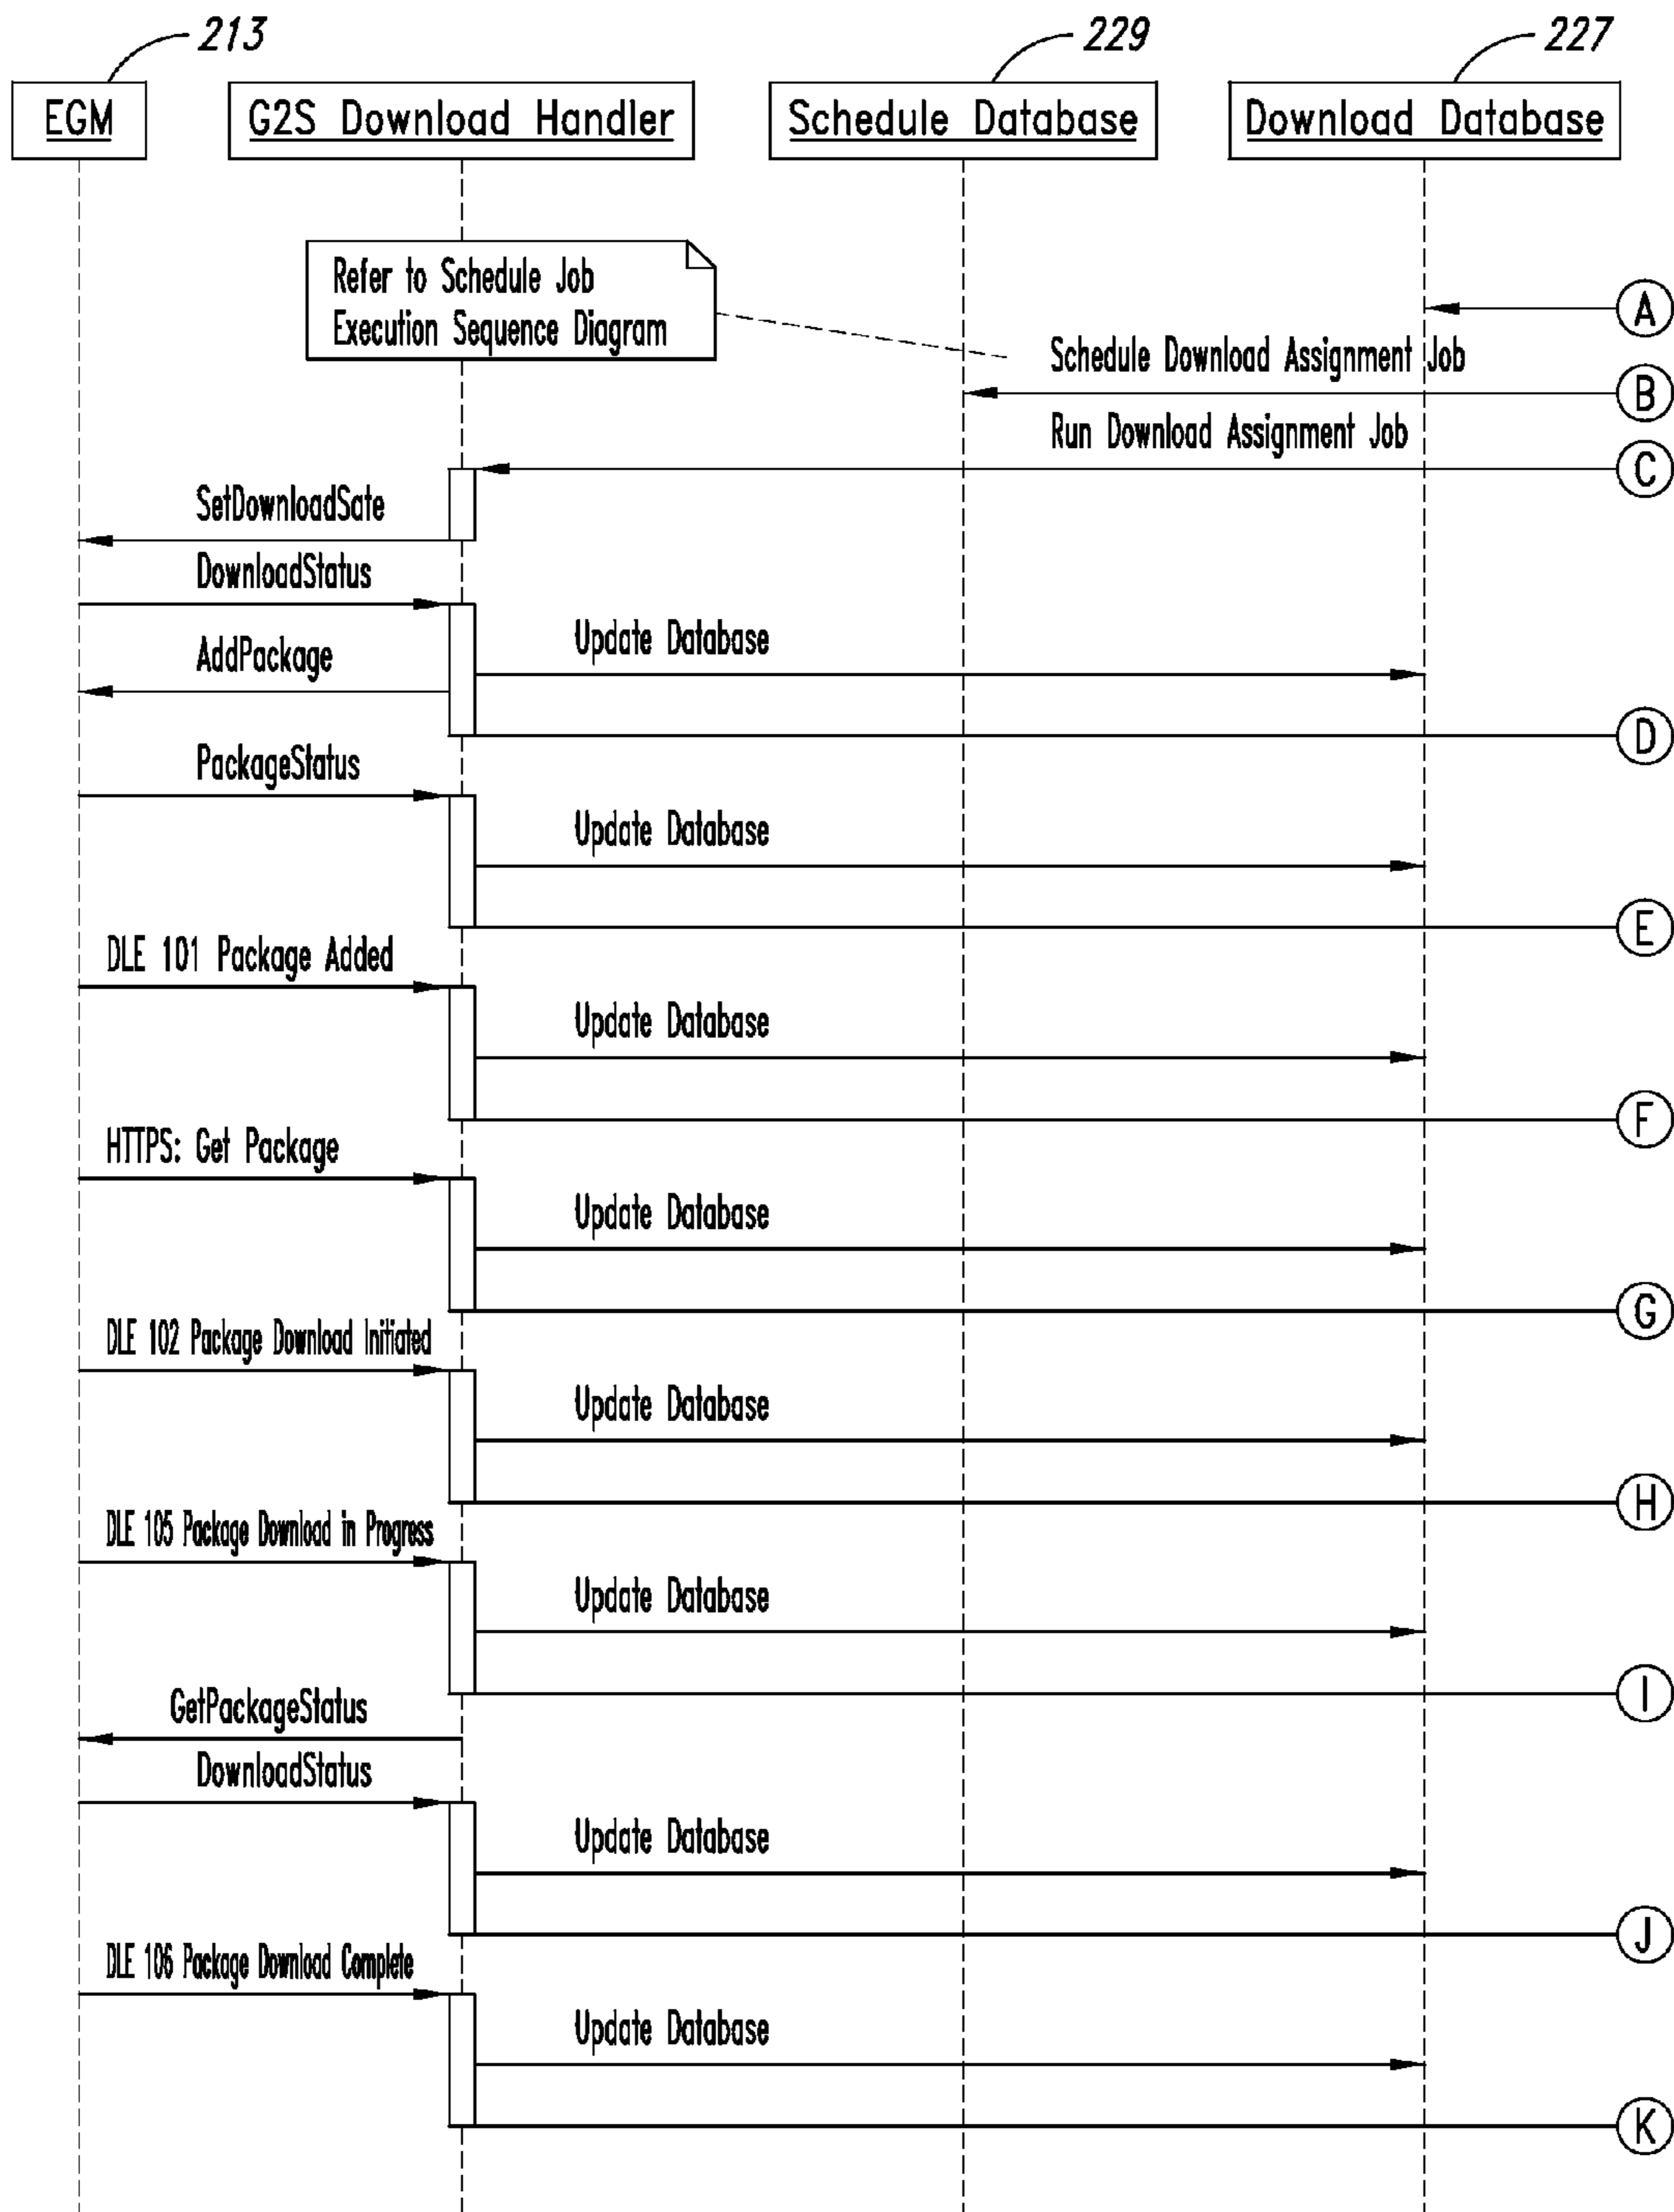 213
229
227
EGM
G2S Download Handler
Schedule Database
Download Database
Refer to Schedule Job
Execution Sequence Diagram
A
Schedule Download Assignment Job
B
Run Download Assignment Job
C
SetDownloadSate
DownloadStatus
Update Database
AddPackage
D
PackageStatus
Update Database
E
DLE 101 Package Added
Update Database
F
HTTPS: Get Package
Update Database
G
DLE 102 Package Download Initiated
Update Database
H
DLE 105 Package Download in Progress
Update Database
I
GetPackageStatus
DownloadStatus
Update Database
J
DLE 106 Package Download Complete
Update Database
K